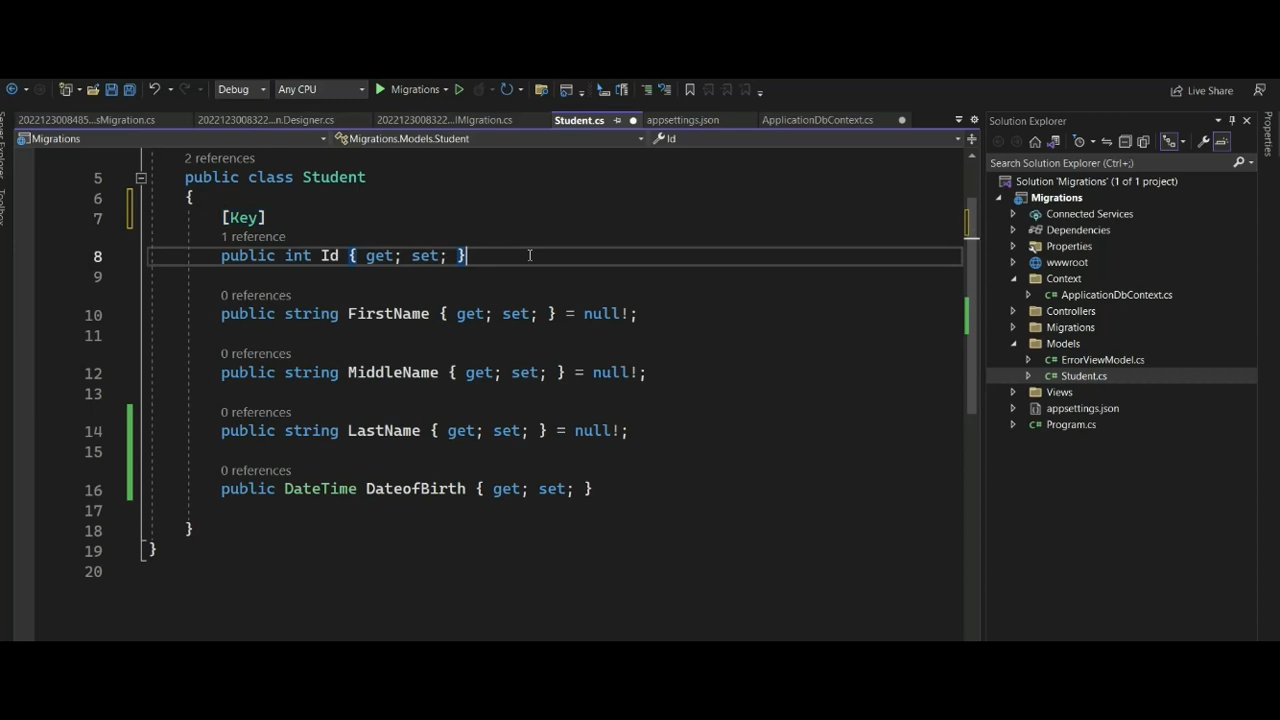 Debug
Any CPU
Migrations
Live Share
2022123008485...sMigration.cs
2022123008322....n.Designer.cs
2022123008322....lMIgration.cs
Student.cs
appsettings.json
ApplicationDbContext.cs
Migrations
Migrations.Models.Student
Id
2 references
5 public class Student
6 {
7 [Key]
1 reference
8 public int Id { get; set; }
9
0 references
10 public string FirstName { get; set; } = null!;
11
0 references
12 public string MiddleName { get; set; } = null!;
13
0 references
14 public string LastName { get; set; } = null!;
15
0 references
16 public DateTime DateofBirth { get; set; }
17
18 }
19 }
20
Solution Explorer
Search Solution Explorer (Ctrl+;)
Solution 'Migrations' (1 of 1 project)
Migrations
Connected Services
Dependencies
Properties
wwwroot
Context
ApplicationDbContext.cs
Controllers
Migrations
Models
ErrorViewModel.cs
Student.cs
Views
appsettings.json
Program.cs
Properties
Server Explorer
Toolbox